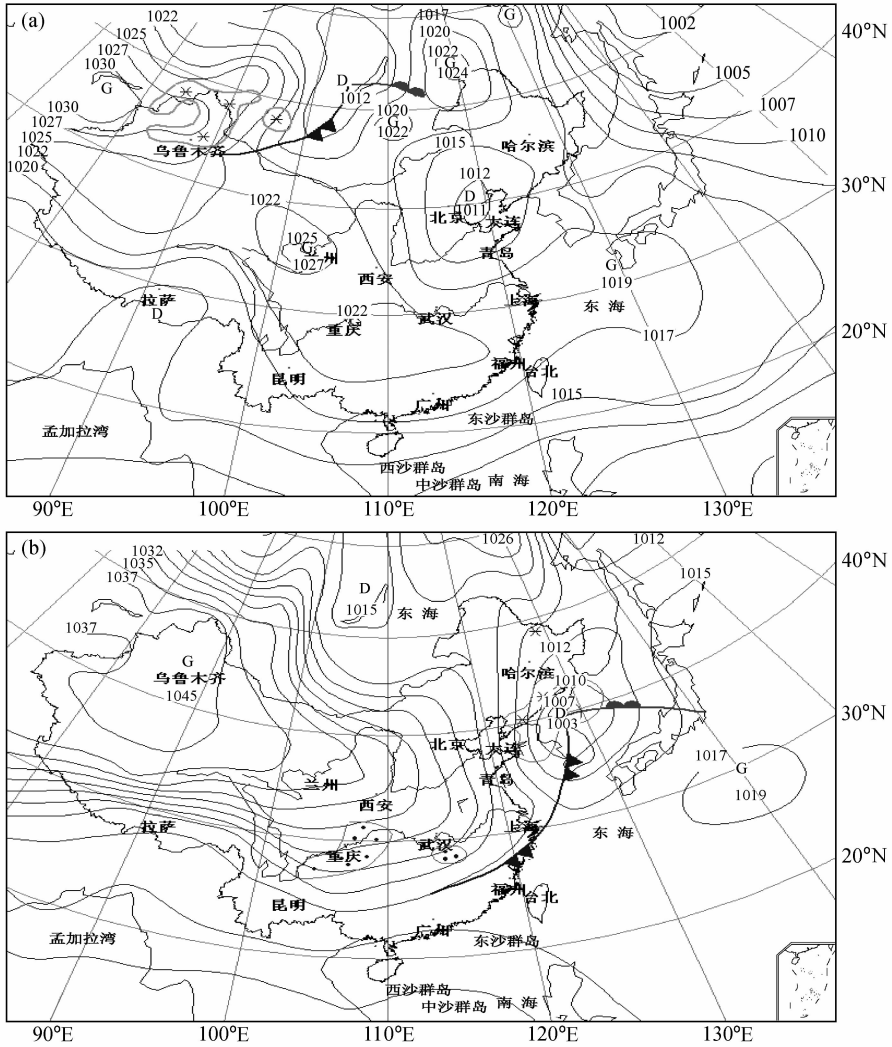 (a)
1022
1025
1027
1030
G
1030
1027
1025
1022
1020
乌鲁木齐
D
1012
1017
1020
1022
G
1024
G
1002
40°N
1005
1007
1010
1020
G
1022
1015
哈尔滨
1012
D
1011
北京
大连
青岛
30°N
1022
1025
G
1027
兰州
西安
G
1019
东海
1017
拉萨
D
1022
重庆
武汉
上海
20°N
昆明
福州
台北
1015
广州
东沙群岛
孟加拉湾
西沙群岛
中沙群岛
南海
90°E
100°E
110°E
120°E
130°E
(b)
1032
1035
1037
1037
G
乌鲁木齐
1045
D
1015
东海
1026
1012
1015
40°N
哈尔滨
1012
1010
1007
D
1003
30°N
北京
大连
青岛
兰州
西安
1017
G
1019
拉萨
重庆
武汉
上海
东海
20°N
昆明
福州
台北
广州
东沙群岛
孟加拉湾
西沙群岛
中沙群岛
南海
90°E
100°E
110°E
120°E
130°E